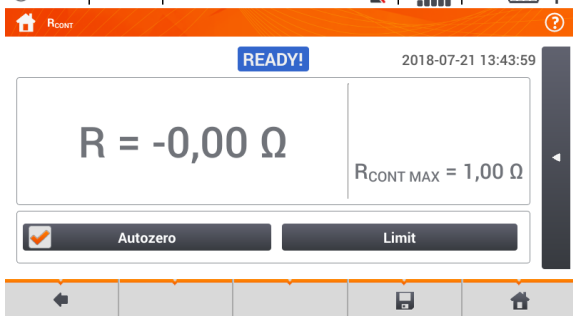 RCONT
READY!
2018-07-21 13:43:59
R = -0,00 Ω
RCONT MAX = 1,00 Ω
Autozero
Limit